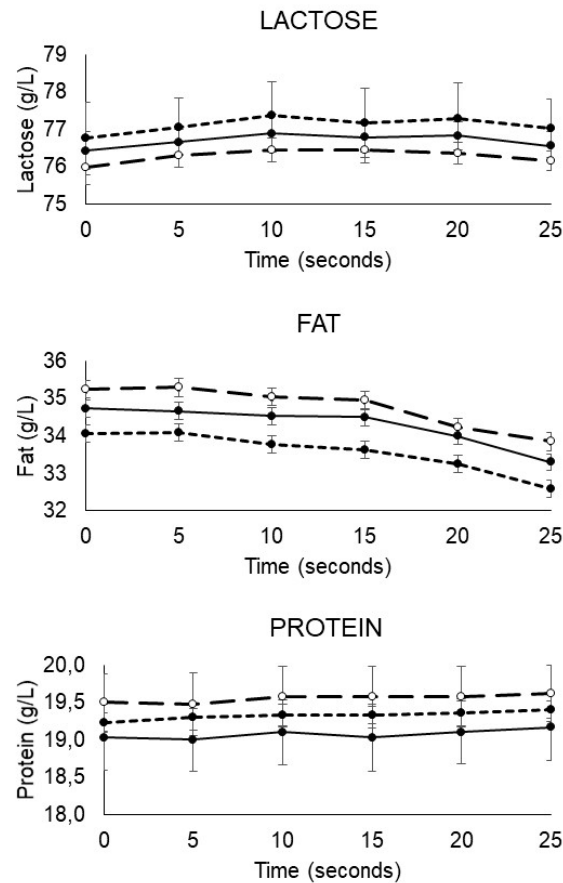 LACTOSE
Lactose (g/L)
79
78
77
76
75
0 5 10 15 20 25
Time (seconds)
FAT
Fat (g/L)
36
35
34
33
32
0 5 10 15 20 25
Time (seconds)
PROTEIN
Protein (g/L)
20,0
19,5
19,0
18,5
18,0
0 5 10 15 20 25
Time (seconds)